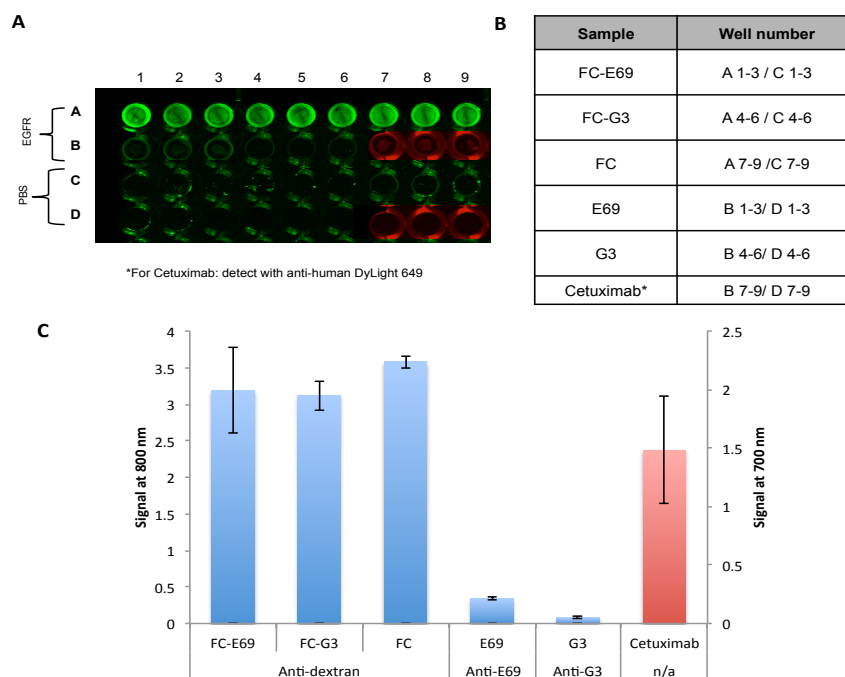 A
1 2 3 4 5 6 7 8 9
EGFR
A
B
PBS
C
D
*For Cetuximab: detect with anti-human DyLight 649
B
Sample Well number
FC-E69 A 1-3 / C 1-3
FC-G3 A 4-6 / C 4-6
FC A 7-9 /C 7-9
E69 B 1-3/ D 1-3
G3 B 4-6/ D 4-6
Cetuximab* B 7-9/ D 7-9
C
Signal at 800 nm
4
3.5
3
2.5
2
1.5
1
0.5
0
2.5
2
1.5
1
0.5
0
Signal at 700 nm
FC-E69 FC-G3 FC E69 G3 Cetuximab
Anti-dextran Anti-E69 Anti-G3 n/a